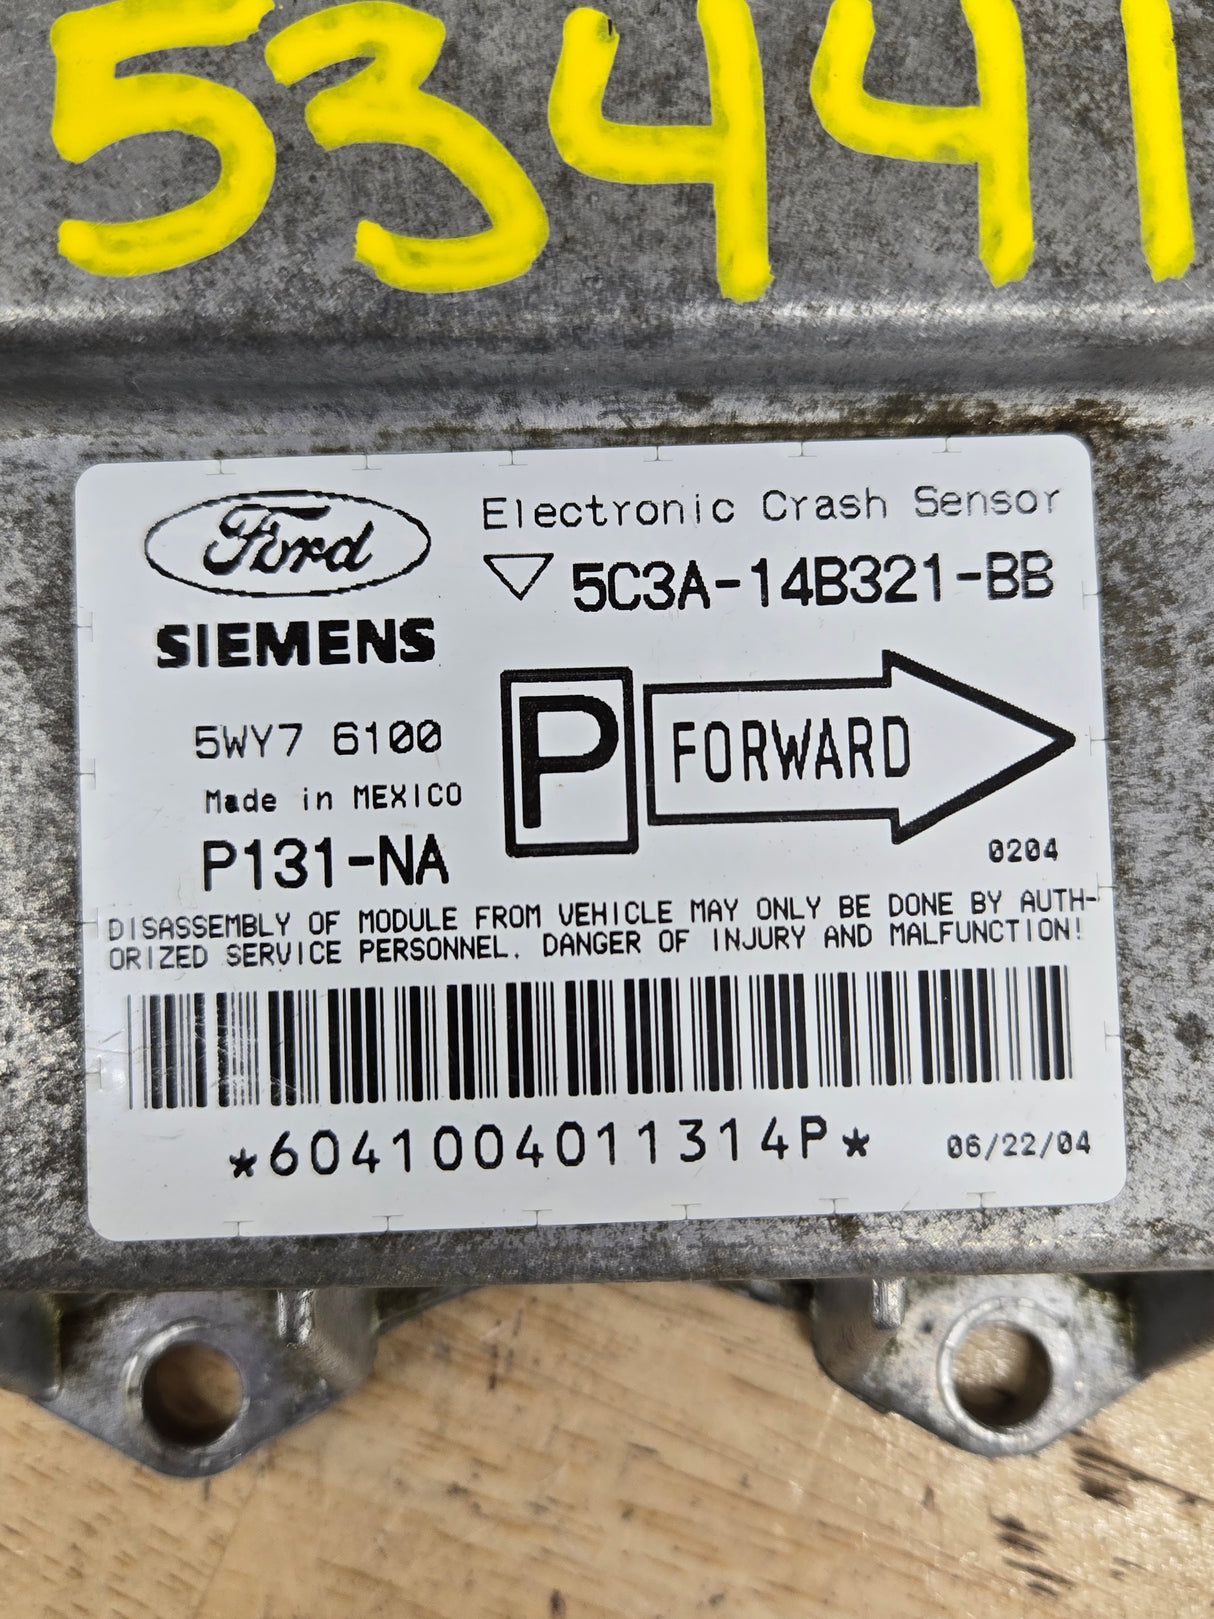 53441
Ford
Electronic Crash Sensor
5C3A-14B321-BB
SIEMENS
5WY7 6100
Made in MEXICO
P131-NA
P
FORWARD
0204
DISASSEMBLY OF MODULE FROM VEHICLE MAY ONLY BE DONE BY AUTH-
ORIZED SERVICE PERSONNEL. DANGER OF INJURY AND MALFUNCTION!
*6041004011314P*
06/22/04